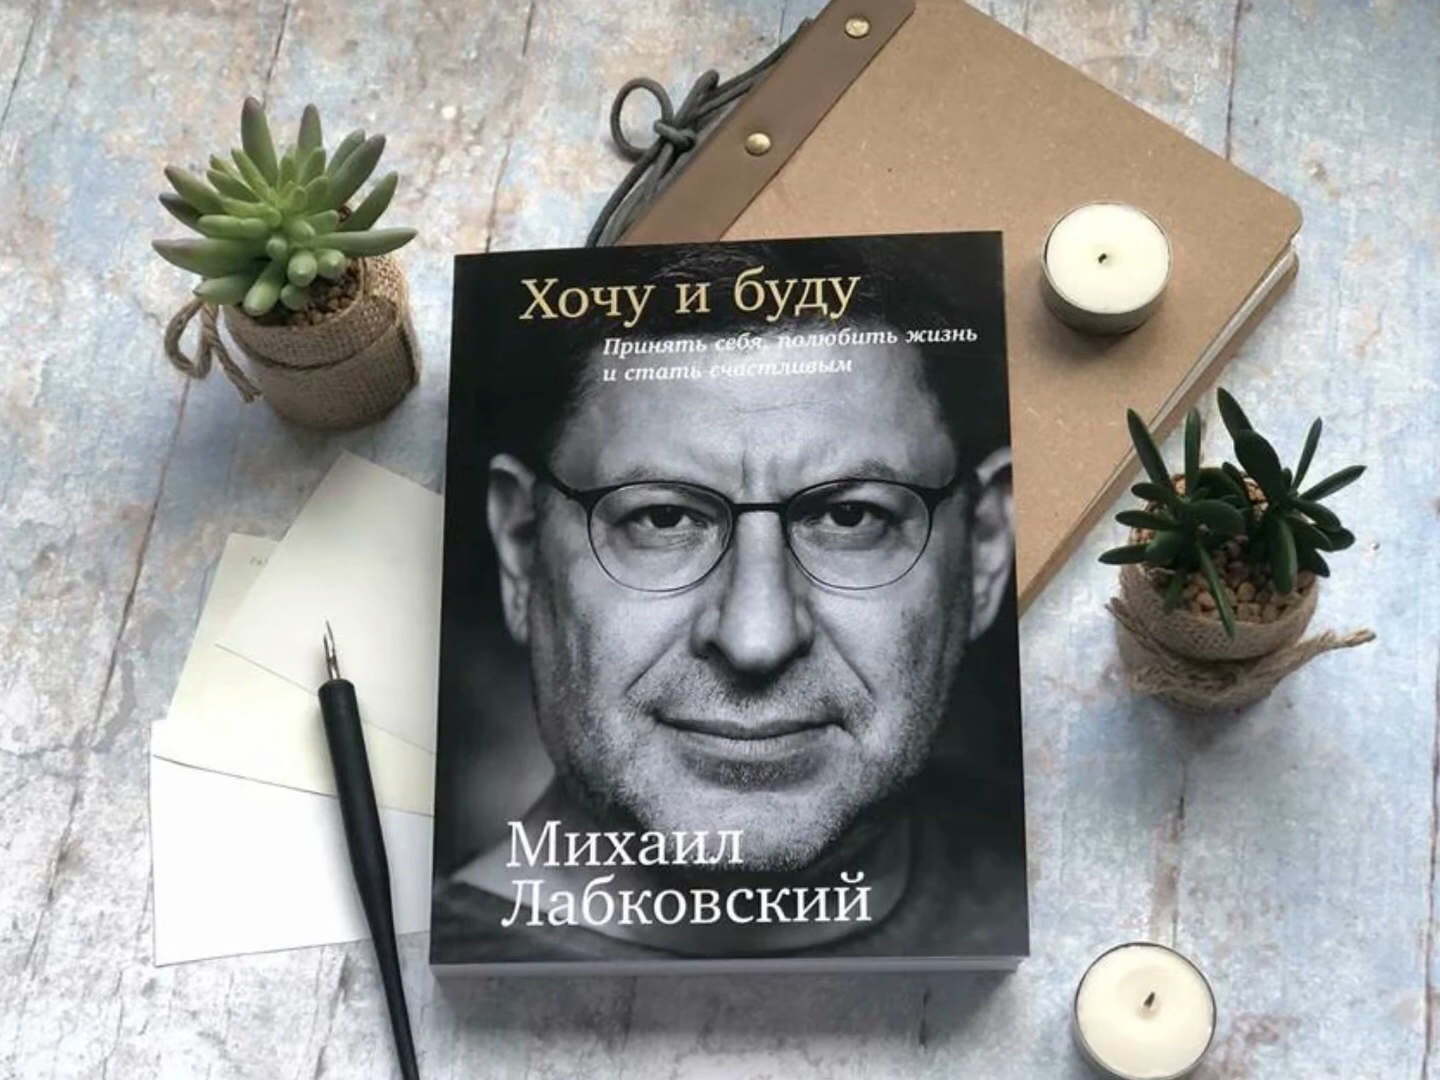 Хочу и буду
Принять себя, полюбить жизнь
и стать счастливым
Михаил
Лабковский